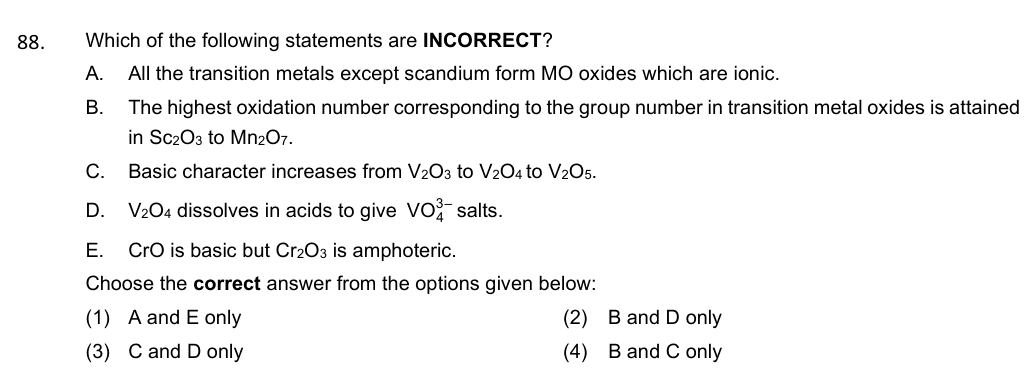 88. Which of the following statements are INCORRECT?
A. All the transition metals except scandium form MO oxides which are ionic.
B. The highest oxidation number corresponding to the group number in transition metal oxides is attained
in Sc₂O₃ to Mn₂O₇.
C. Basic character increases from V₂O₃ to V₂O₄ to V₂O₅.
D. V₂O₄ dissolves in acids to give VO₄³⁻ salts.
E. CrO is basic but Cr₂O₃ is amphoteric.
Choose the correct answer from the options given below:
(1) A and E only (2) B and D only
(3) C and D only (4) B and C only